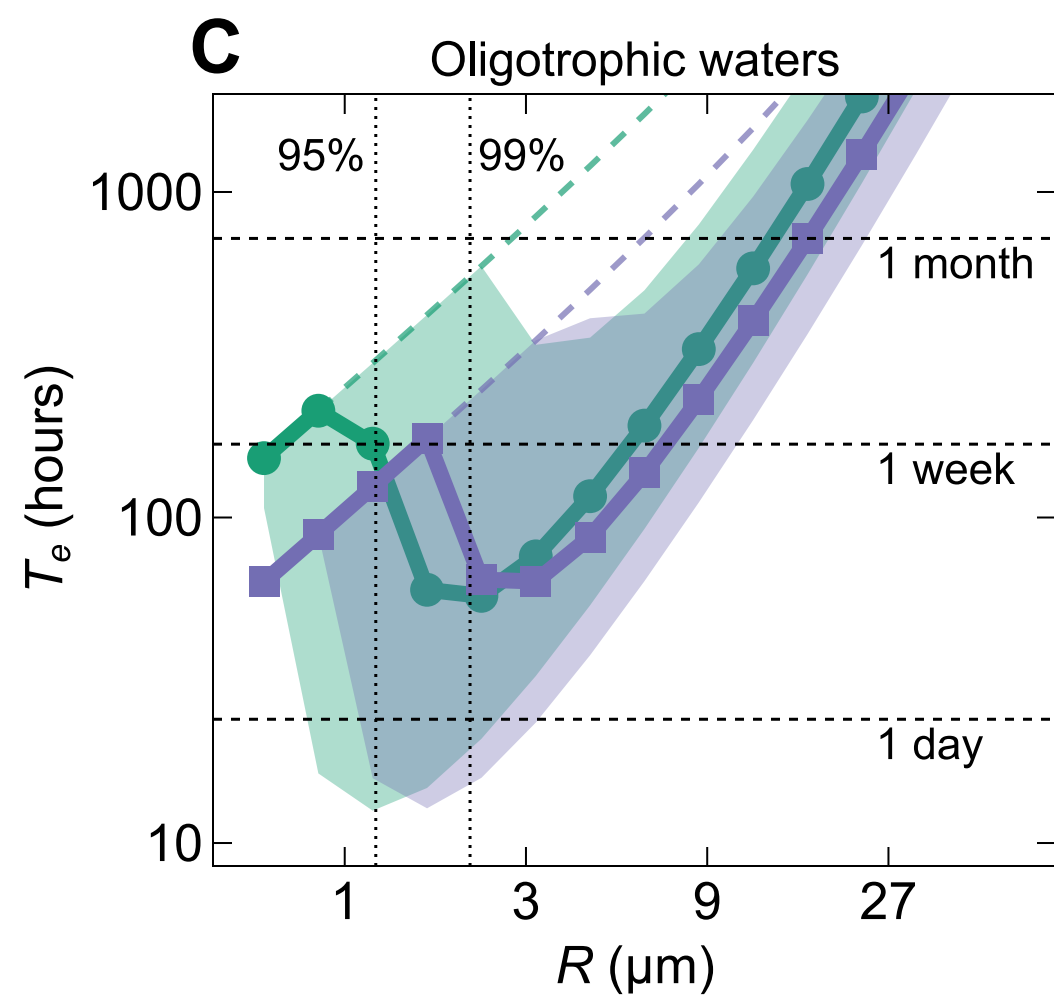 C
Oligotrophic waters
95%
99%
1000
1 month
1 week
100
1 day
10
1
3
9
27
R (μm)
Te (hours)